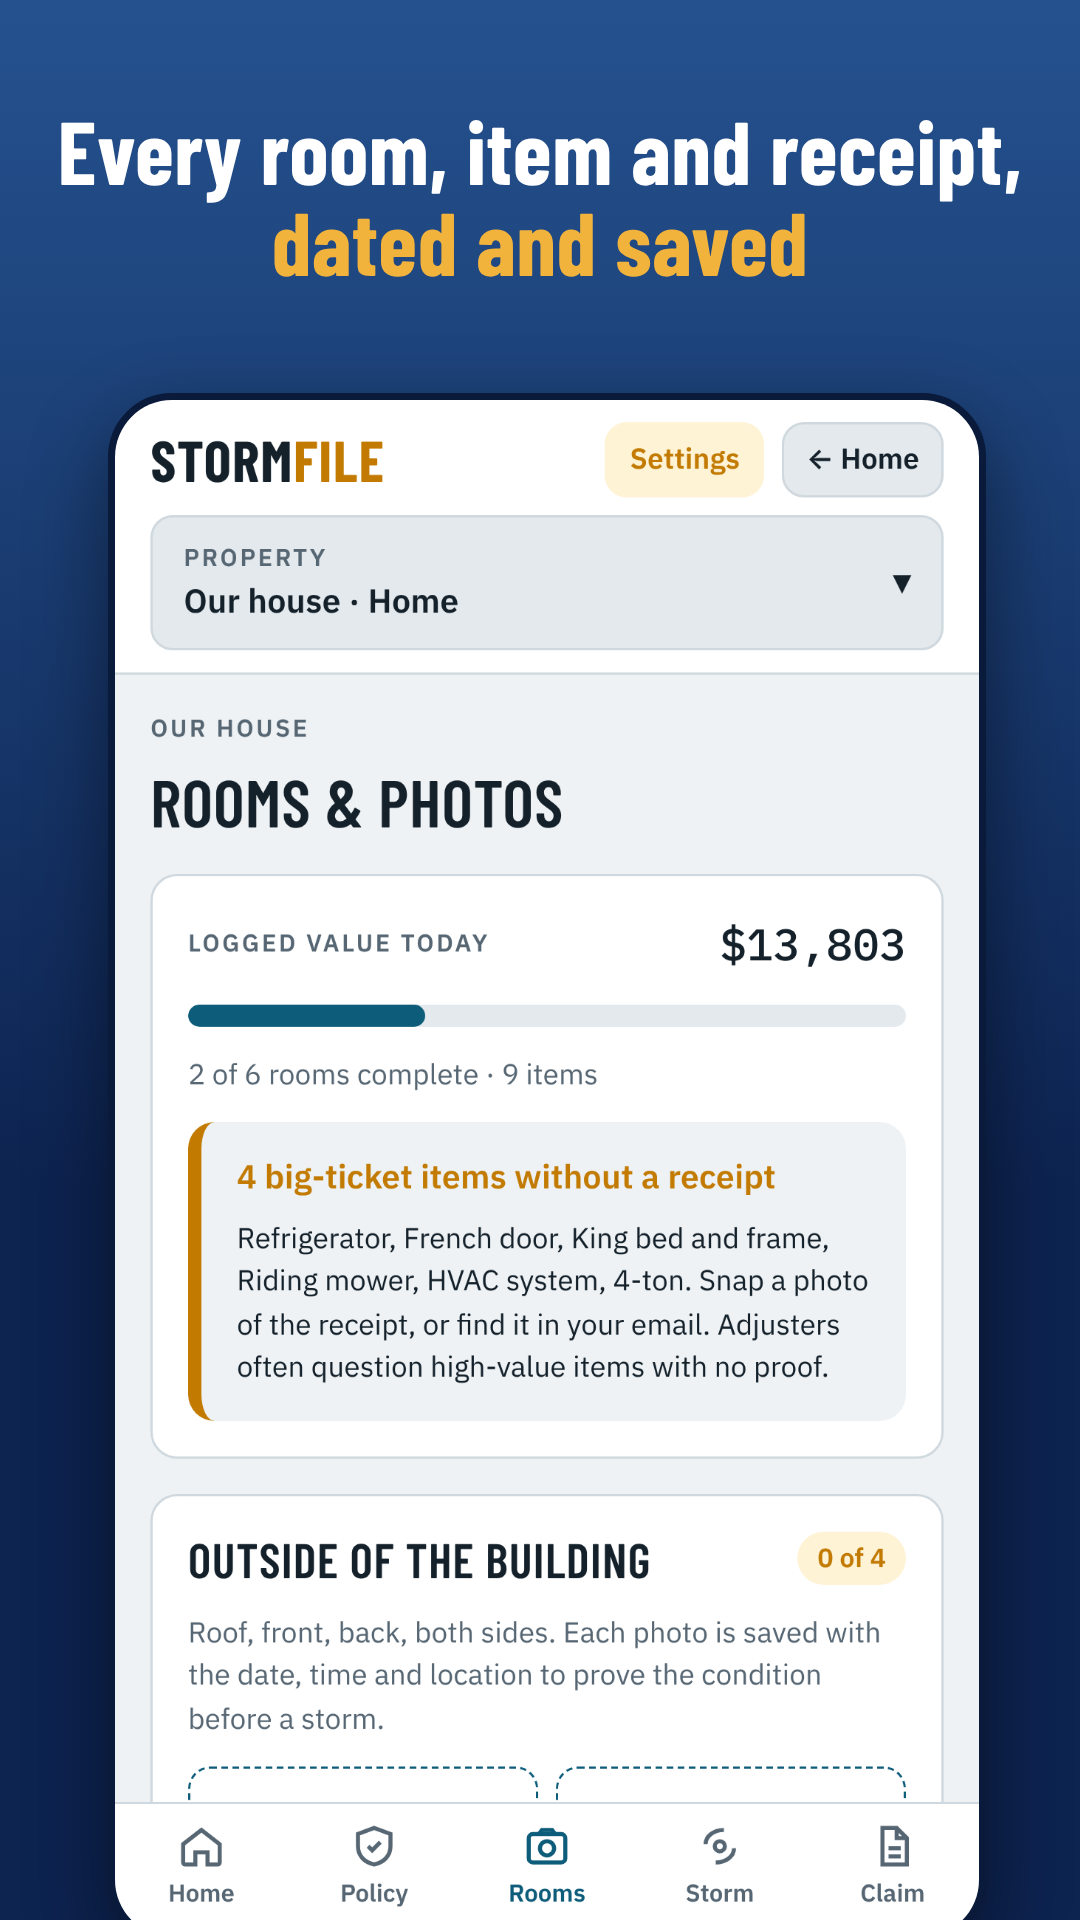 Every room, item and receipt,
dated and saved
STORMFILE
Settings
← Home
PROPERTY
Our house · Home
▼
OUR HOUSE
ROOMS & PHOTOS
LOGGED VALUE TODAY
$13,803
2 of 6 rooms complete · 9 items
4 big-ticket items without a receipt
Refrigerator, French door, King bed and frame,
Riding mower, HVAC system, 4-ton. Snap a photo
of the receipt, or find it in your email. Adjusters
often question high-value items with no proof.
OUTSIDE OF THE BUILDING
0 of 4
Roof, front, back, both sides. Each photo is saved with
the date, time and location to prove the condition
before a storm.
Home
Policy
Rooms
Storm
Claim